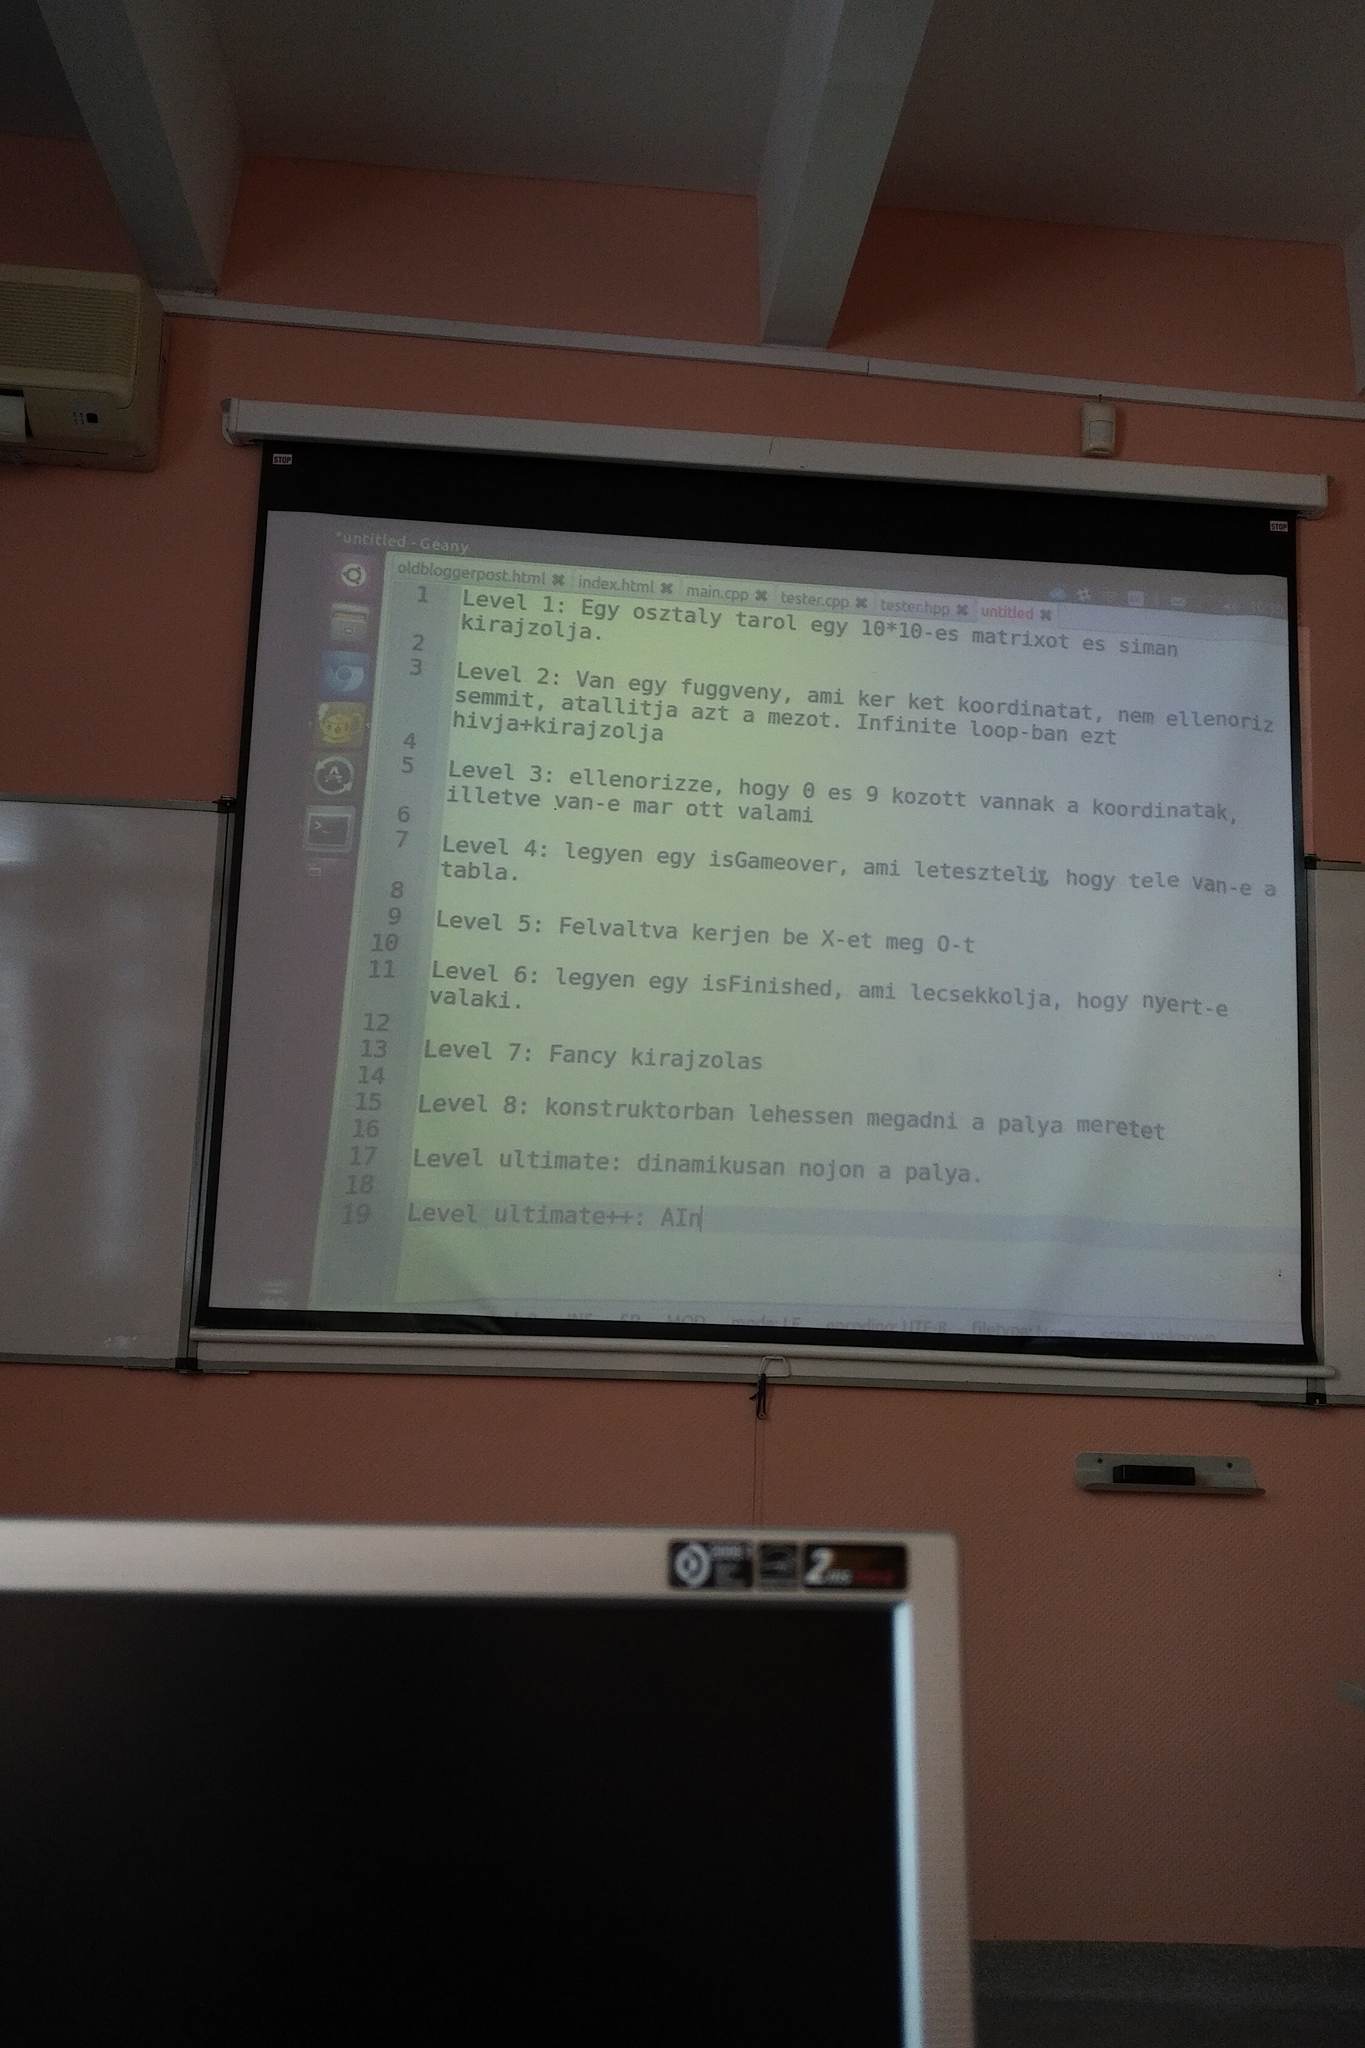 STOP
STOP
*untitled - Geany
oldbloggerpost.html index.html main.cpp tester.cpp tester.hpp untitled
1 Level 1: Egy osztaly tarol egy 10*10-es matrixot es siman
kirajzolja.
2
3 Level 2: Van egy fuggveny, ami ker ket koordinatat, nem ellenoriz
semmit, atallitja azt a mezot. Infinite loop-ban ezt
hivja+kirajzolja
4
5 Level 3: ellenorizze, hogy 0 es 9 kozott vannak a koordinatak,
illetve van-e mar ott valami
6
7 Level 4: legyen egy isGameover, ami leteszteli, hogy tele van-e a
tabla.
8
9 Level 5: Felvaltva kerjen be X-et meg O-t
10
11 Level 6: legyen egy isFinished, ami lecsekkolja, hogy nyert-e
valaki.
12
13 Level 7: Fancy kirajzolas
14
15 Level 8: konstruktorban lehessen megadni a palya meretet
16
17 Level ultimate: dinamikusan nojon a palya.
18
19 Level ultimate++: AIn
encoding: UTF-8
2ms